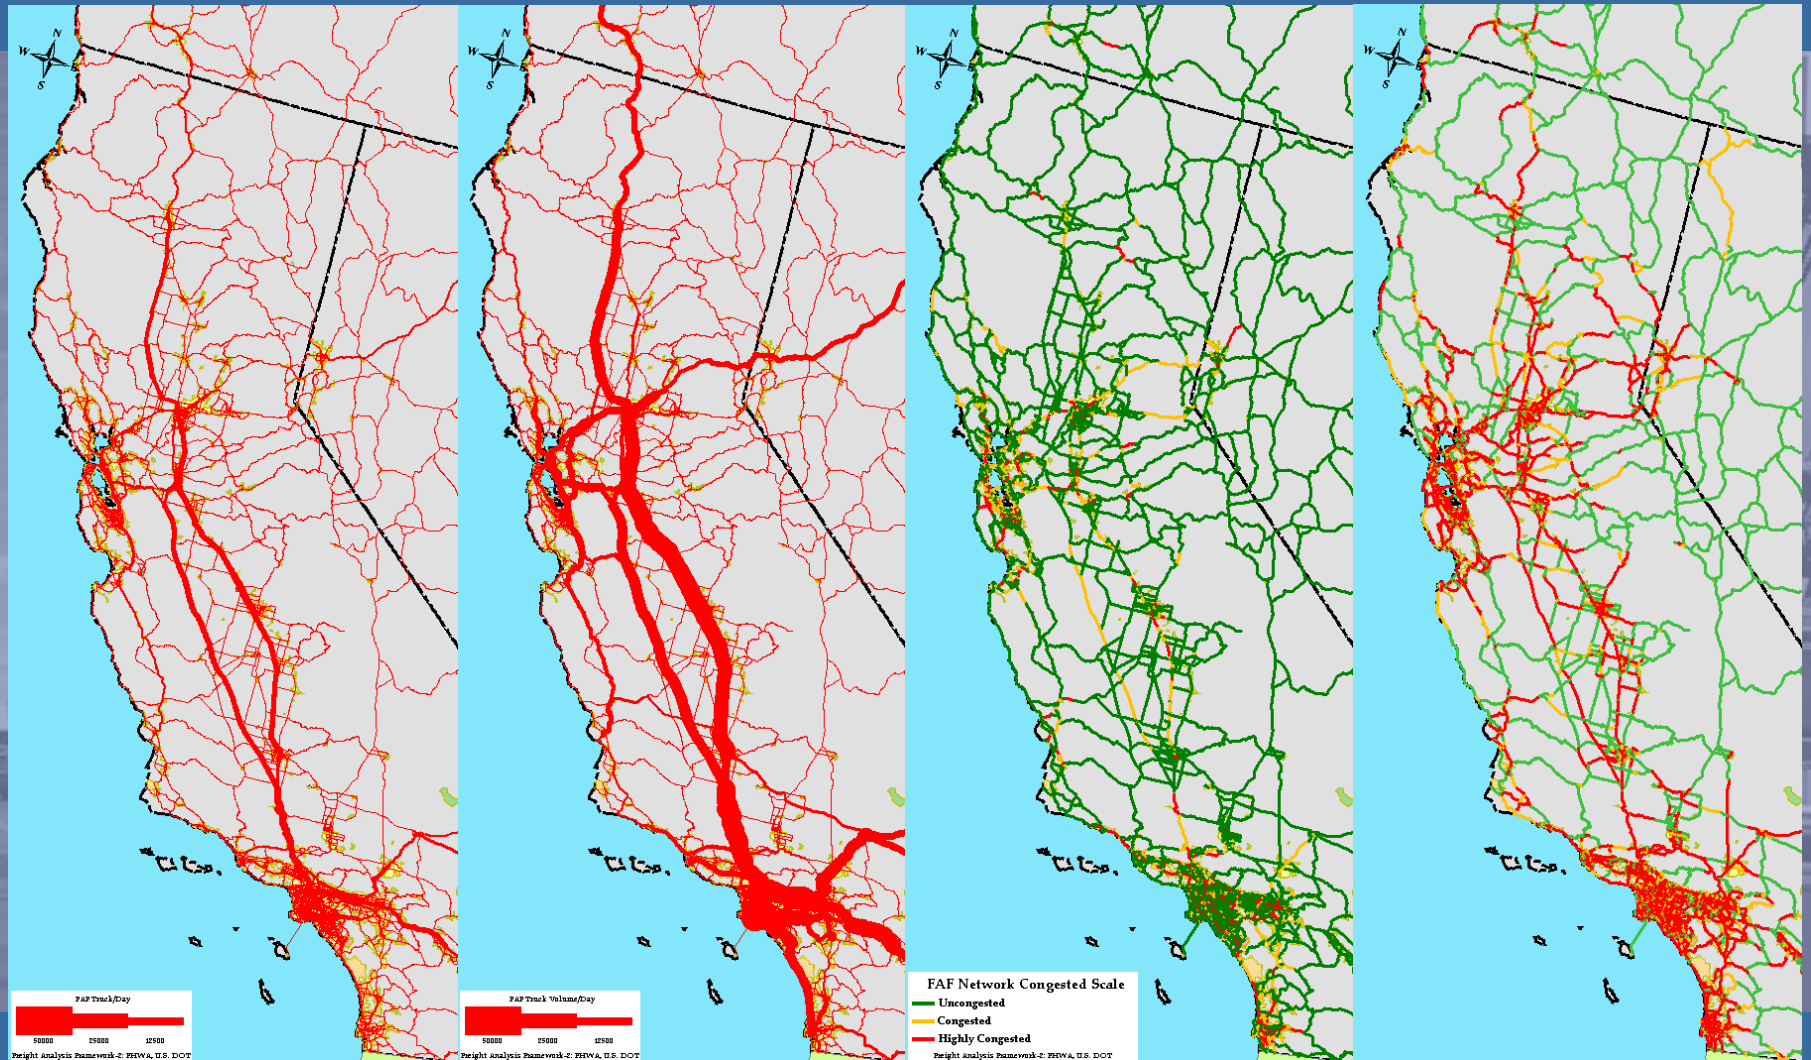 N
W
S
N
W
S
N
W
S
N
W
S
FAF Truck/Day
50000 25000 12500
Freight Analysis Framework-2: FHWA, U.S. DOT
FAF Truck Volume/Day
50000 25000 12500
Freight Analysis Framework-2: FHWA, U.S. DOT
FAF Network Congested Scale
Uncongested
Congested
Highly Congested
Freight Analysis Framework-2: FHWA, U.S. DOT